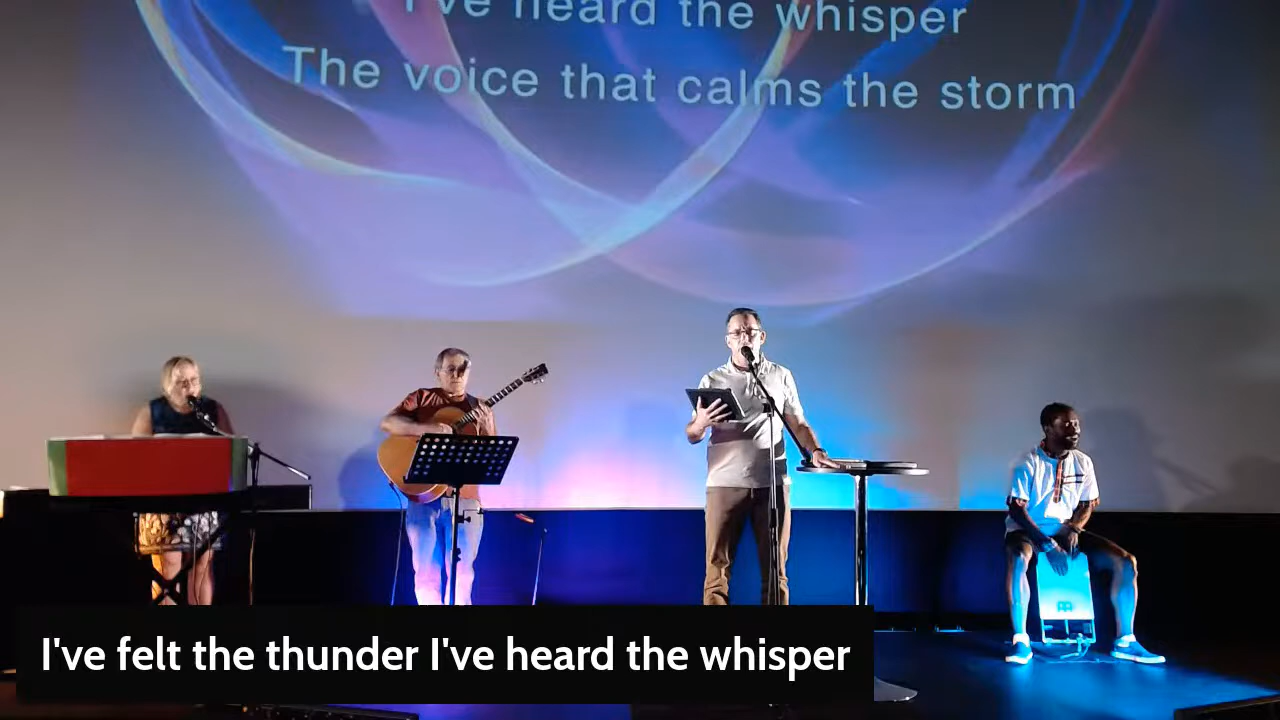 I've heard the whisper
The voice that calms the storm
I've felt the thunder I've heard the whisper